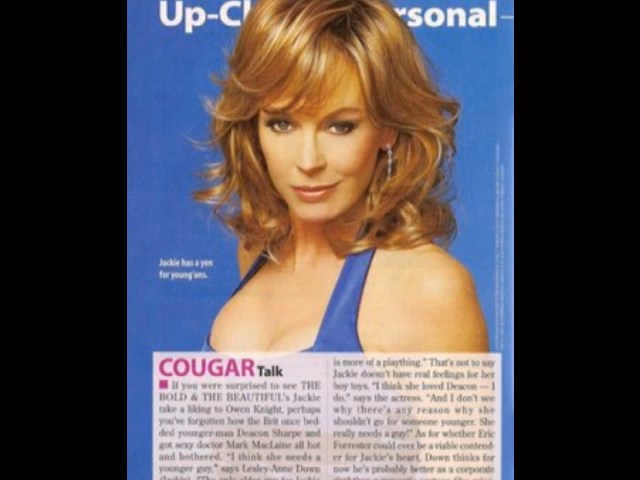 Up-Cl rsonal
Jackie has a yen
for young'uns.
COUGAR Talk
If you were surprised to see THE
BOLD & THE BEAUTIFUL's Jackie
take a liking to Owen Knight, perhaps
you've forgotten how the Brit once bed-
ded younger-man Deacon Sharpe and
got sexy doctor Mark MacLaine all hot
and bothered. "I think she needs a
younger guy," says Lesley-Anne Down
is more of a plaything." That's not to say
Jackie doesn't have real feelings for her
boy toys. "I think she loved Deacon — I
do," says the actress. "And I don't see
why there's any reason why she
shouldn't go for someone younger. She
really needs a guy!" As for whether Eric
Forrester could ever be a viable contend-
er for Jackie's heart, Down thinks for
now he's probably better as a corporate